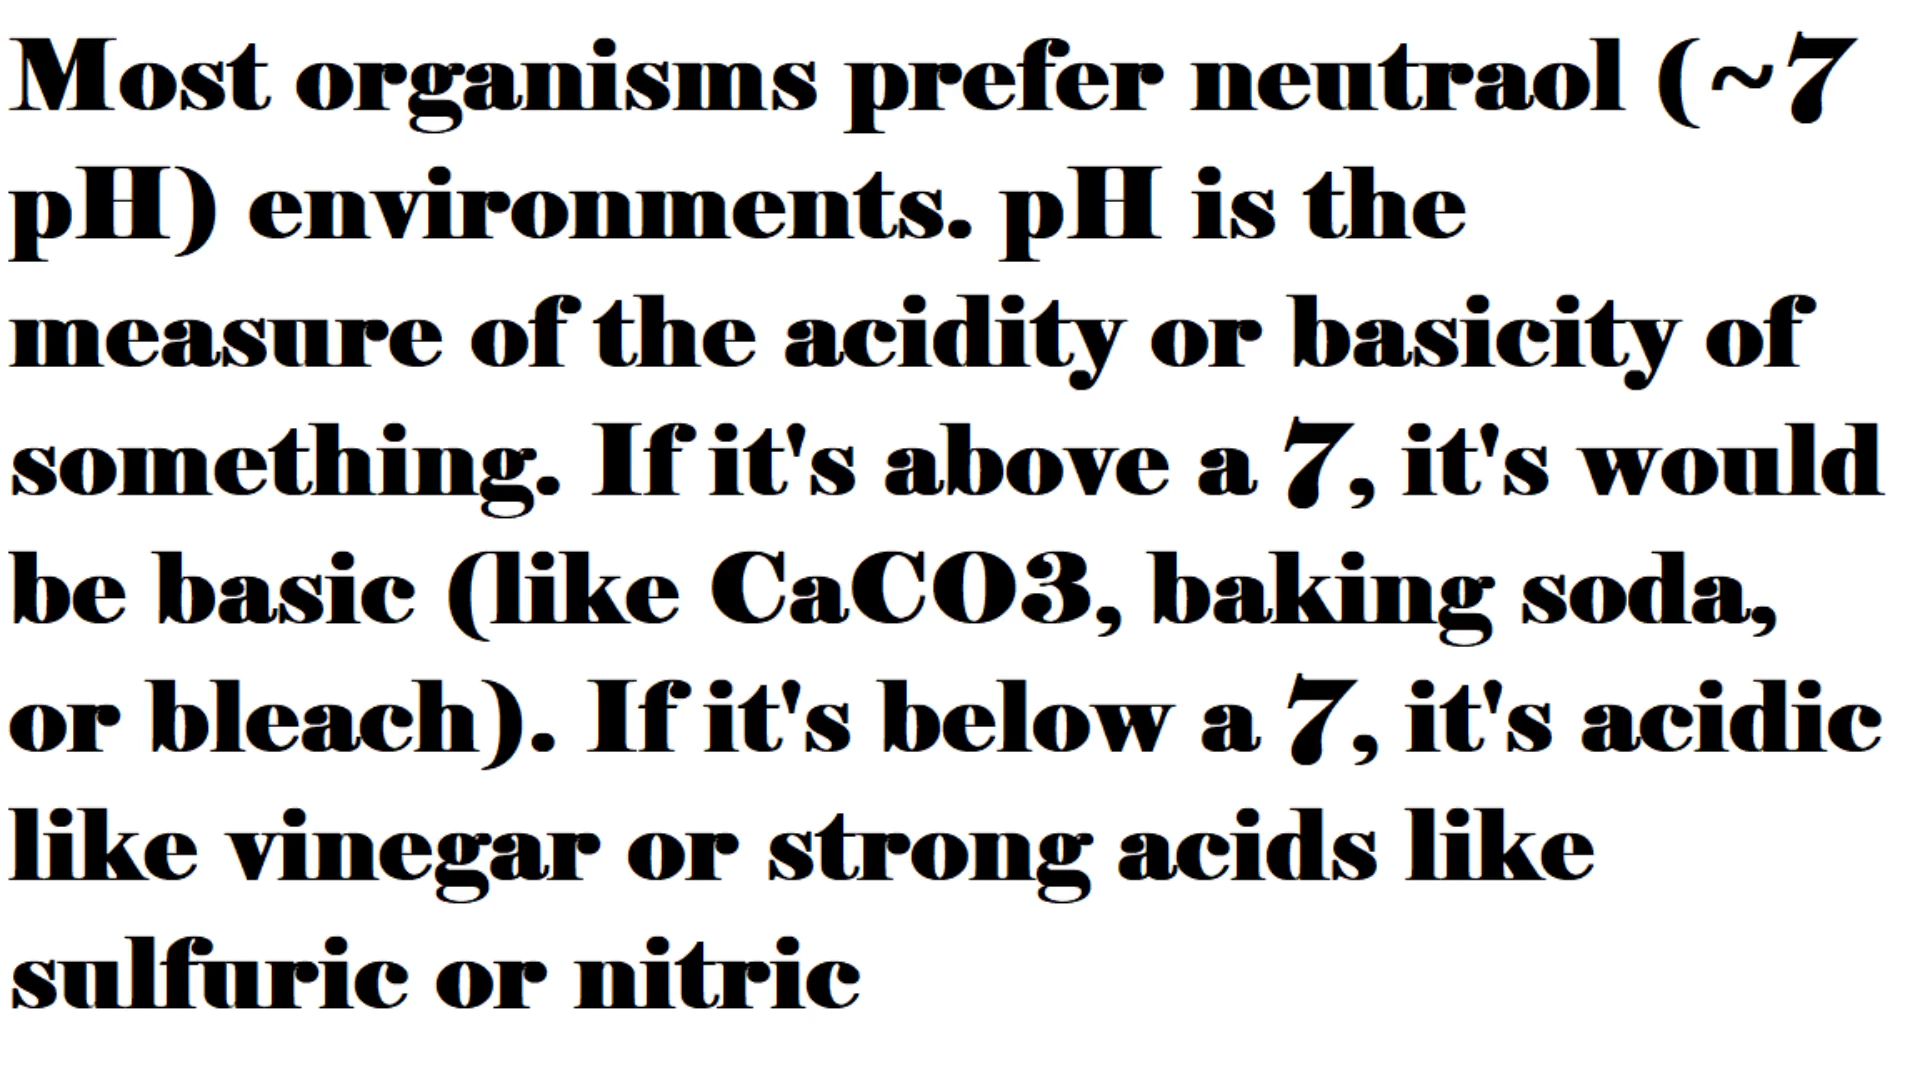 Most organisms prefer neutraol (~7
pH) environments. pH is the
measure of the acidity or basicity of
something. If it's above a 7, it's would
be basic (like CaCO3, baking soda,
or bleach). If it's below a 7, it's acidic
like vinegar or strong acids like
sulfuric or nitric